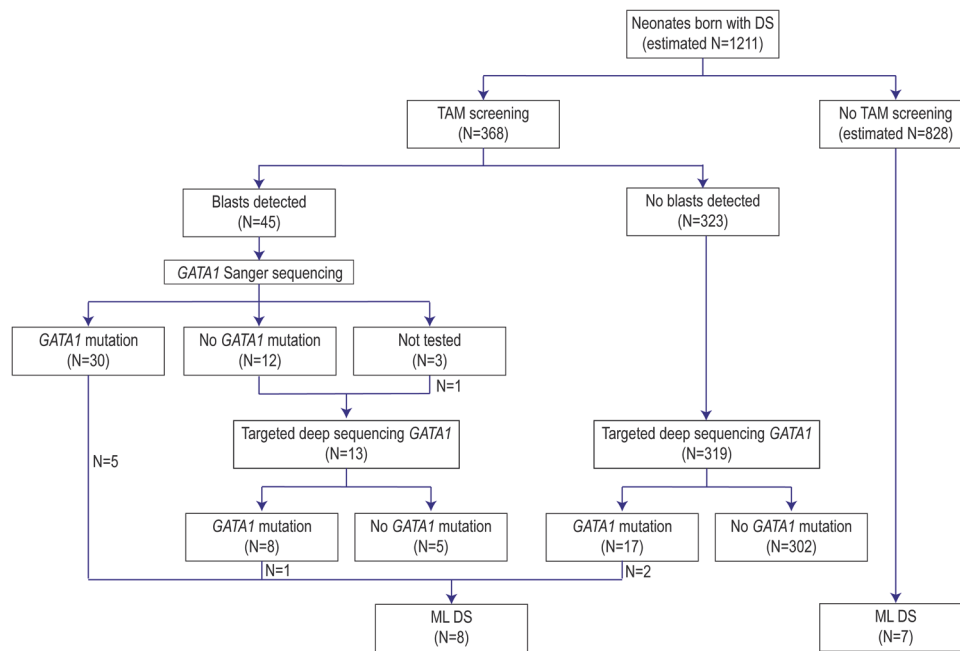 Neonates born with DS
(estimated N=1211)
TAM screening
(N=368)
No TAM screening
(estimated N=828)
Blasts detected
(N=45)
No blasts detected
(N=323)
GATA1 Sanger sequencing
GATA1 mutation
(N=30)
No GATA1 mutation
(N=12)
Not tested
(N=3)
N=1
Targeted deep sequencing GATA1
(N=13)
Targeted deep sequencing GATA1
(N=319)
N=5
GATA1 mutation
(N=8)
No GATA1 mutation
(N=5)
GATA1 mutation
(N=17)
No GATA1 mutation
(N=302)
N=1
N=2
ML DS
(N=8)
ML DS
(N=7)